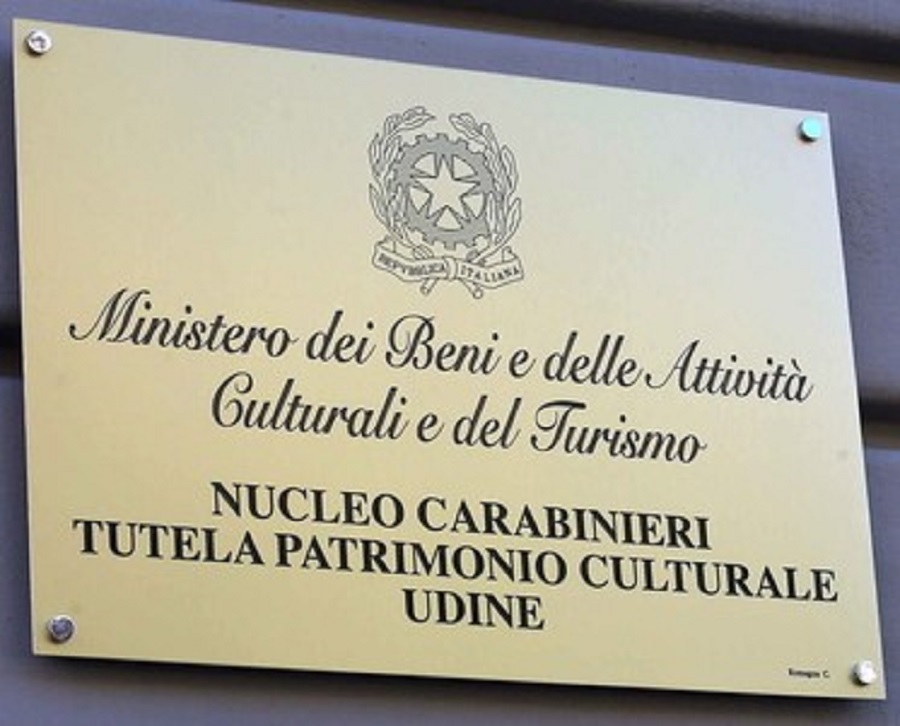 REPVBBLICA ITALIANA
Ministero dei Beni e delle Attività
Culturali e del Turismo
NUCLEO CARABINIERI
TUTELA PATRIMONIO CULTURALE
UDINE